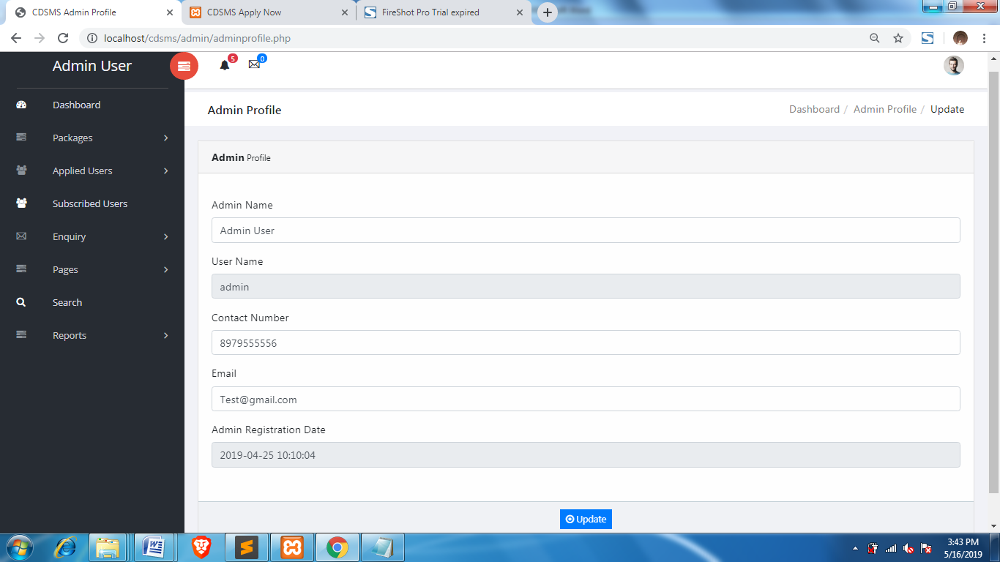 CDSMS Admin Profile
CDSMS Apply Now
FireShot Pro Trial expired
localhost/cdsms/admin/adminprofile.php
Admin User
5
0
Dashboard
Packages
Applied Users
Subscribed Users
Enquiry
Pages
Search
Reports
Admin Profile
Dashboard / Admin Profile / Update
Admin Profile
Admin Name
Admin User
User Name
admin
Contact Number
8979555556
Email
Test@gmail.com
Admin Registration Date
2019-04-25 10:10:04
Update
3:43 PM
5/16/2019